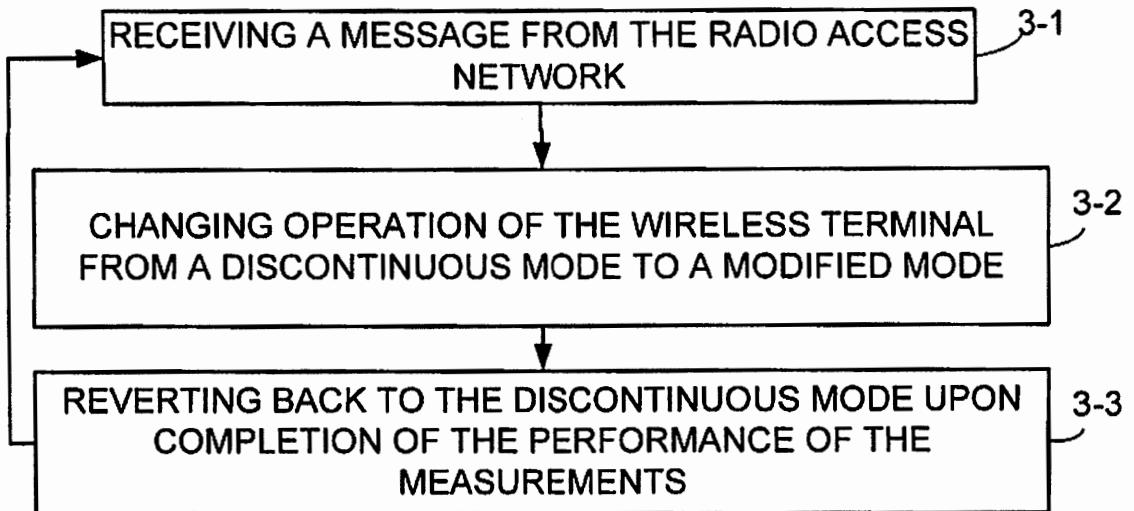 RECEIVING A MESSAGE FROM THE RADIO ACCESS
NETWORK
3-1
CHANGING OPERATION OF THE WIRELESS TERMINAL
FROM A DISCONTINUOUS MODE TO A MODIFIED MODE
3-2
REVERTING BACK TO THE DISCONTINUOUS MODE UPON
COMPLETION OF THE PERFORMANCE OF THE
MEASUREMENTS
3-3